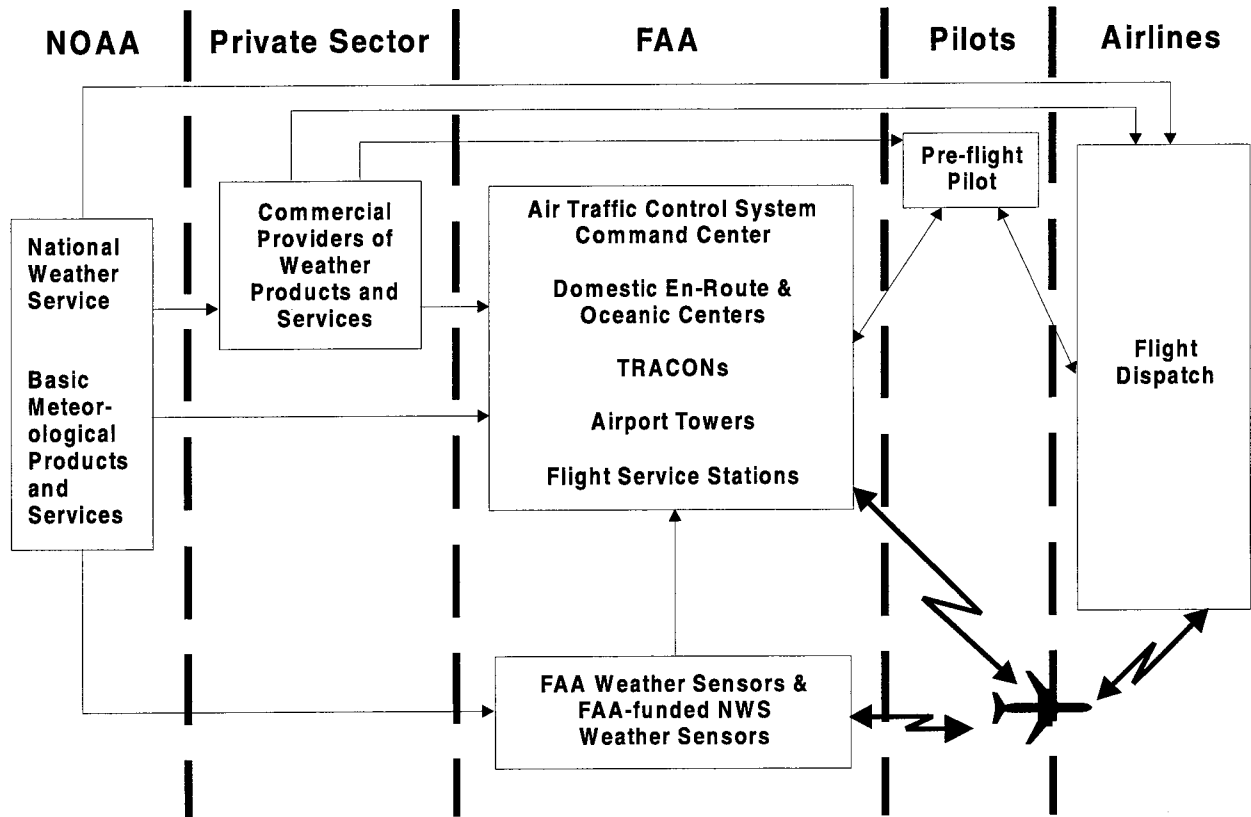 NOAA
Private Sector
FAA
Pilots
Airlines
National
Weather
Service
Basic
Meteor-
ological
Products
and
Services
Commercial
Providers of
Weather
Products and
Services
Air Traffic Control System
Command Center
Domestic En-Route &
Oceanic Centers
TRACONs
Airport Towers
Flight Service Stations
FAA Weather Sensors &
FAA-funded NWS
Weather Sensors
Pre-flight
Pilot
Flight
Dispatch